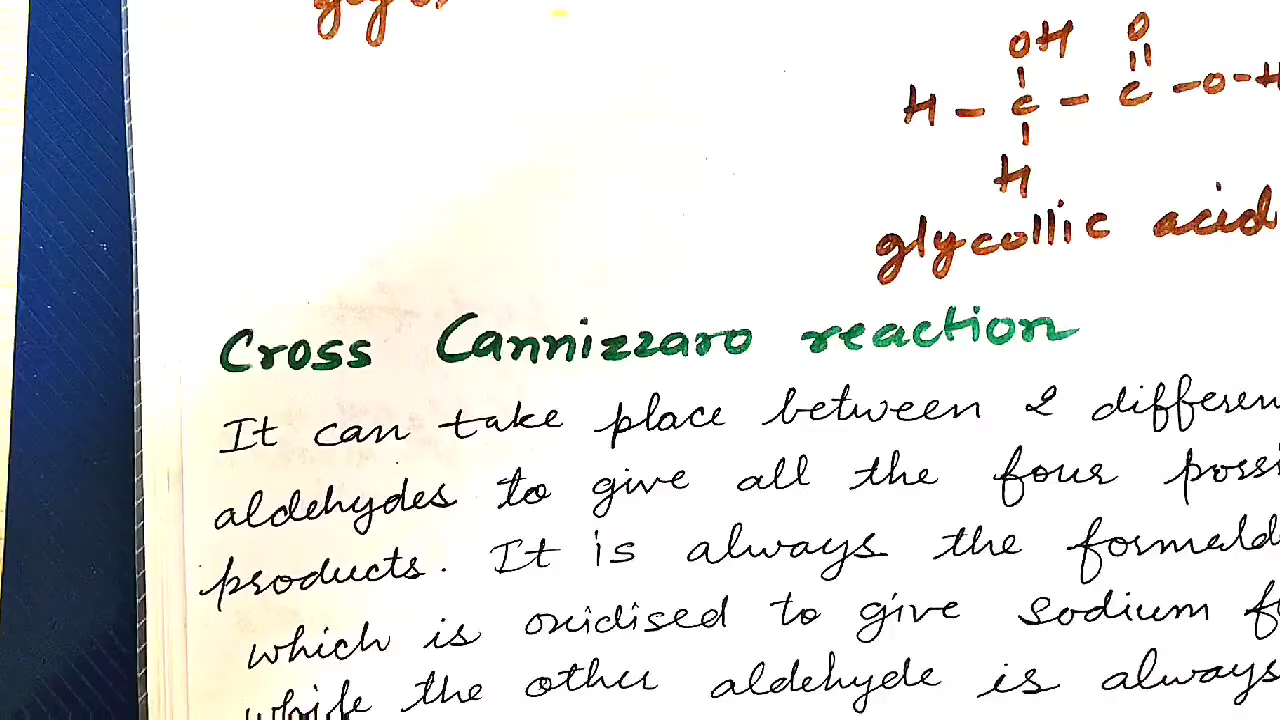 OH O
H - C - C - O - H
H
glycollic acid
Cross Cannizzaro reaction
It can take place between 2 differen
aldehydes to give all the four possi
products. It is always the formald
which is oxidised to give sodium f
while the other aldehyde is always